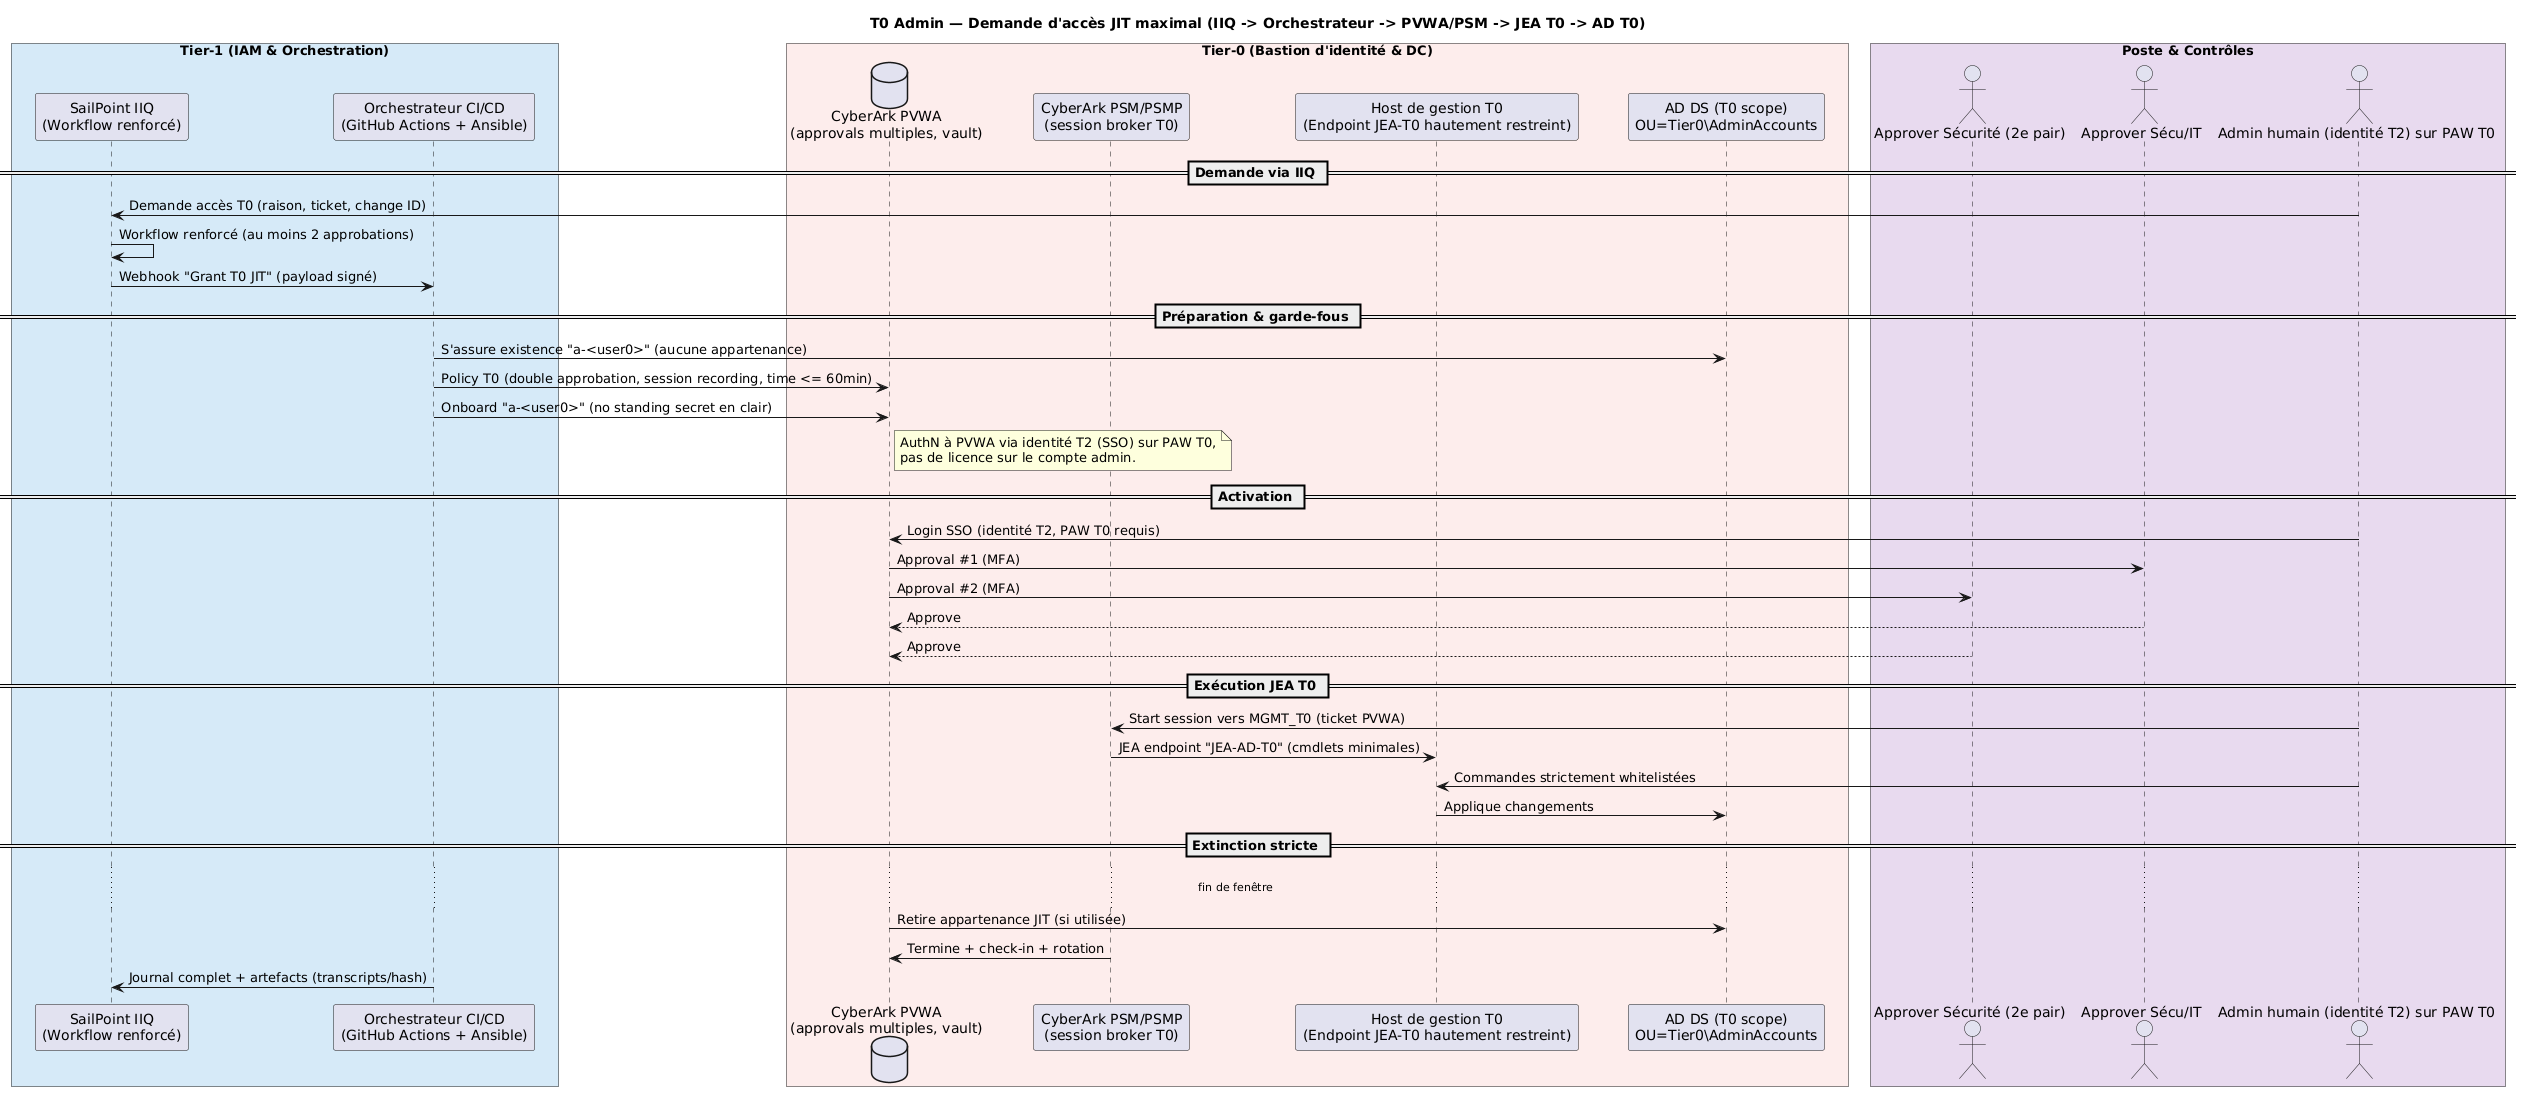 T0 Admin — Demande d'accès JIT maximal (IIQ -> Orchestrateur -> PVWA/PSM -> JEA T0 -> AD T0)
Tier-1 (IAM & Orchestration)
Tier-0 (Bastion d'identité & DC)
Poste & Contrôles
SailPoint IIQ
(Workflow renforcé)
Orchestrateur CI/CD
(GitHub Actions + Ansible)
CyberArk PVWA
(approvals multiples, vault)
CyberArk PSM/PSMP
(session broker T0)
Host de gestion T0
(Endpoint JEA-T0 hautement restreint)
AD DS (T0 scope)
OU=Tier0\AdminAccounts
Approver Sécurité (2e pair)
Approver Sécu/IT
Admin humain (identité T2) sur PAW T0
Demande via IIQ
Demande accès T0 (raison, ticket, change ID)
Workflow renforcé (au moins 2 approbations)
Webhook "Grant T0 JIT" (payload signé)
Préparation & garde-fous
S'assure existence "a-<user0>" (aucune appartenance)
Policy T0 (double approbation, session recording, time <= 60min)
Onboard "a-<user0>" (no standing secret en clair)
AuthN à PVWA via identité T2 (SSO) sur PAW T0,
pas de licence sur le compte admin.
Activation
Login SSO (identité T2, PAW T0 requis)
Approval #1 (MFA)
Approval #2 (MFA)
Approve
Approve
Exécution JEA T0
Start session vers MGMT_T0 (ticket PVWA)
JEA endpoint "JEA-AD-T0" (cmdlets minimales)
Commandes strictement whitelistées
Applique changements
Extinction stricte
fin de fenêtre
Retire appartenance JIT (si utilisée)
Termine + check-in + rotation
Journal complet + artefacts (transcripts/hash)
SailPoint IIQ
(Workflow renforcé)
Orchestrateur CI/CD
(GitHub Actions + Ansible)
CyberArk PVWA
(approvals multiples, vault)
CyberArk PSM/PSMP
(session broker T0)
Host de gestion T0
(Endpoint JEA-T0 hautement restreint)
AD DS (T0 scope)
OU=Tier0\AdminAccounts
Approver Sécurité (2e pair)
Approver Sécu/IT
Admin humain (identité T2) sur PAW T0